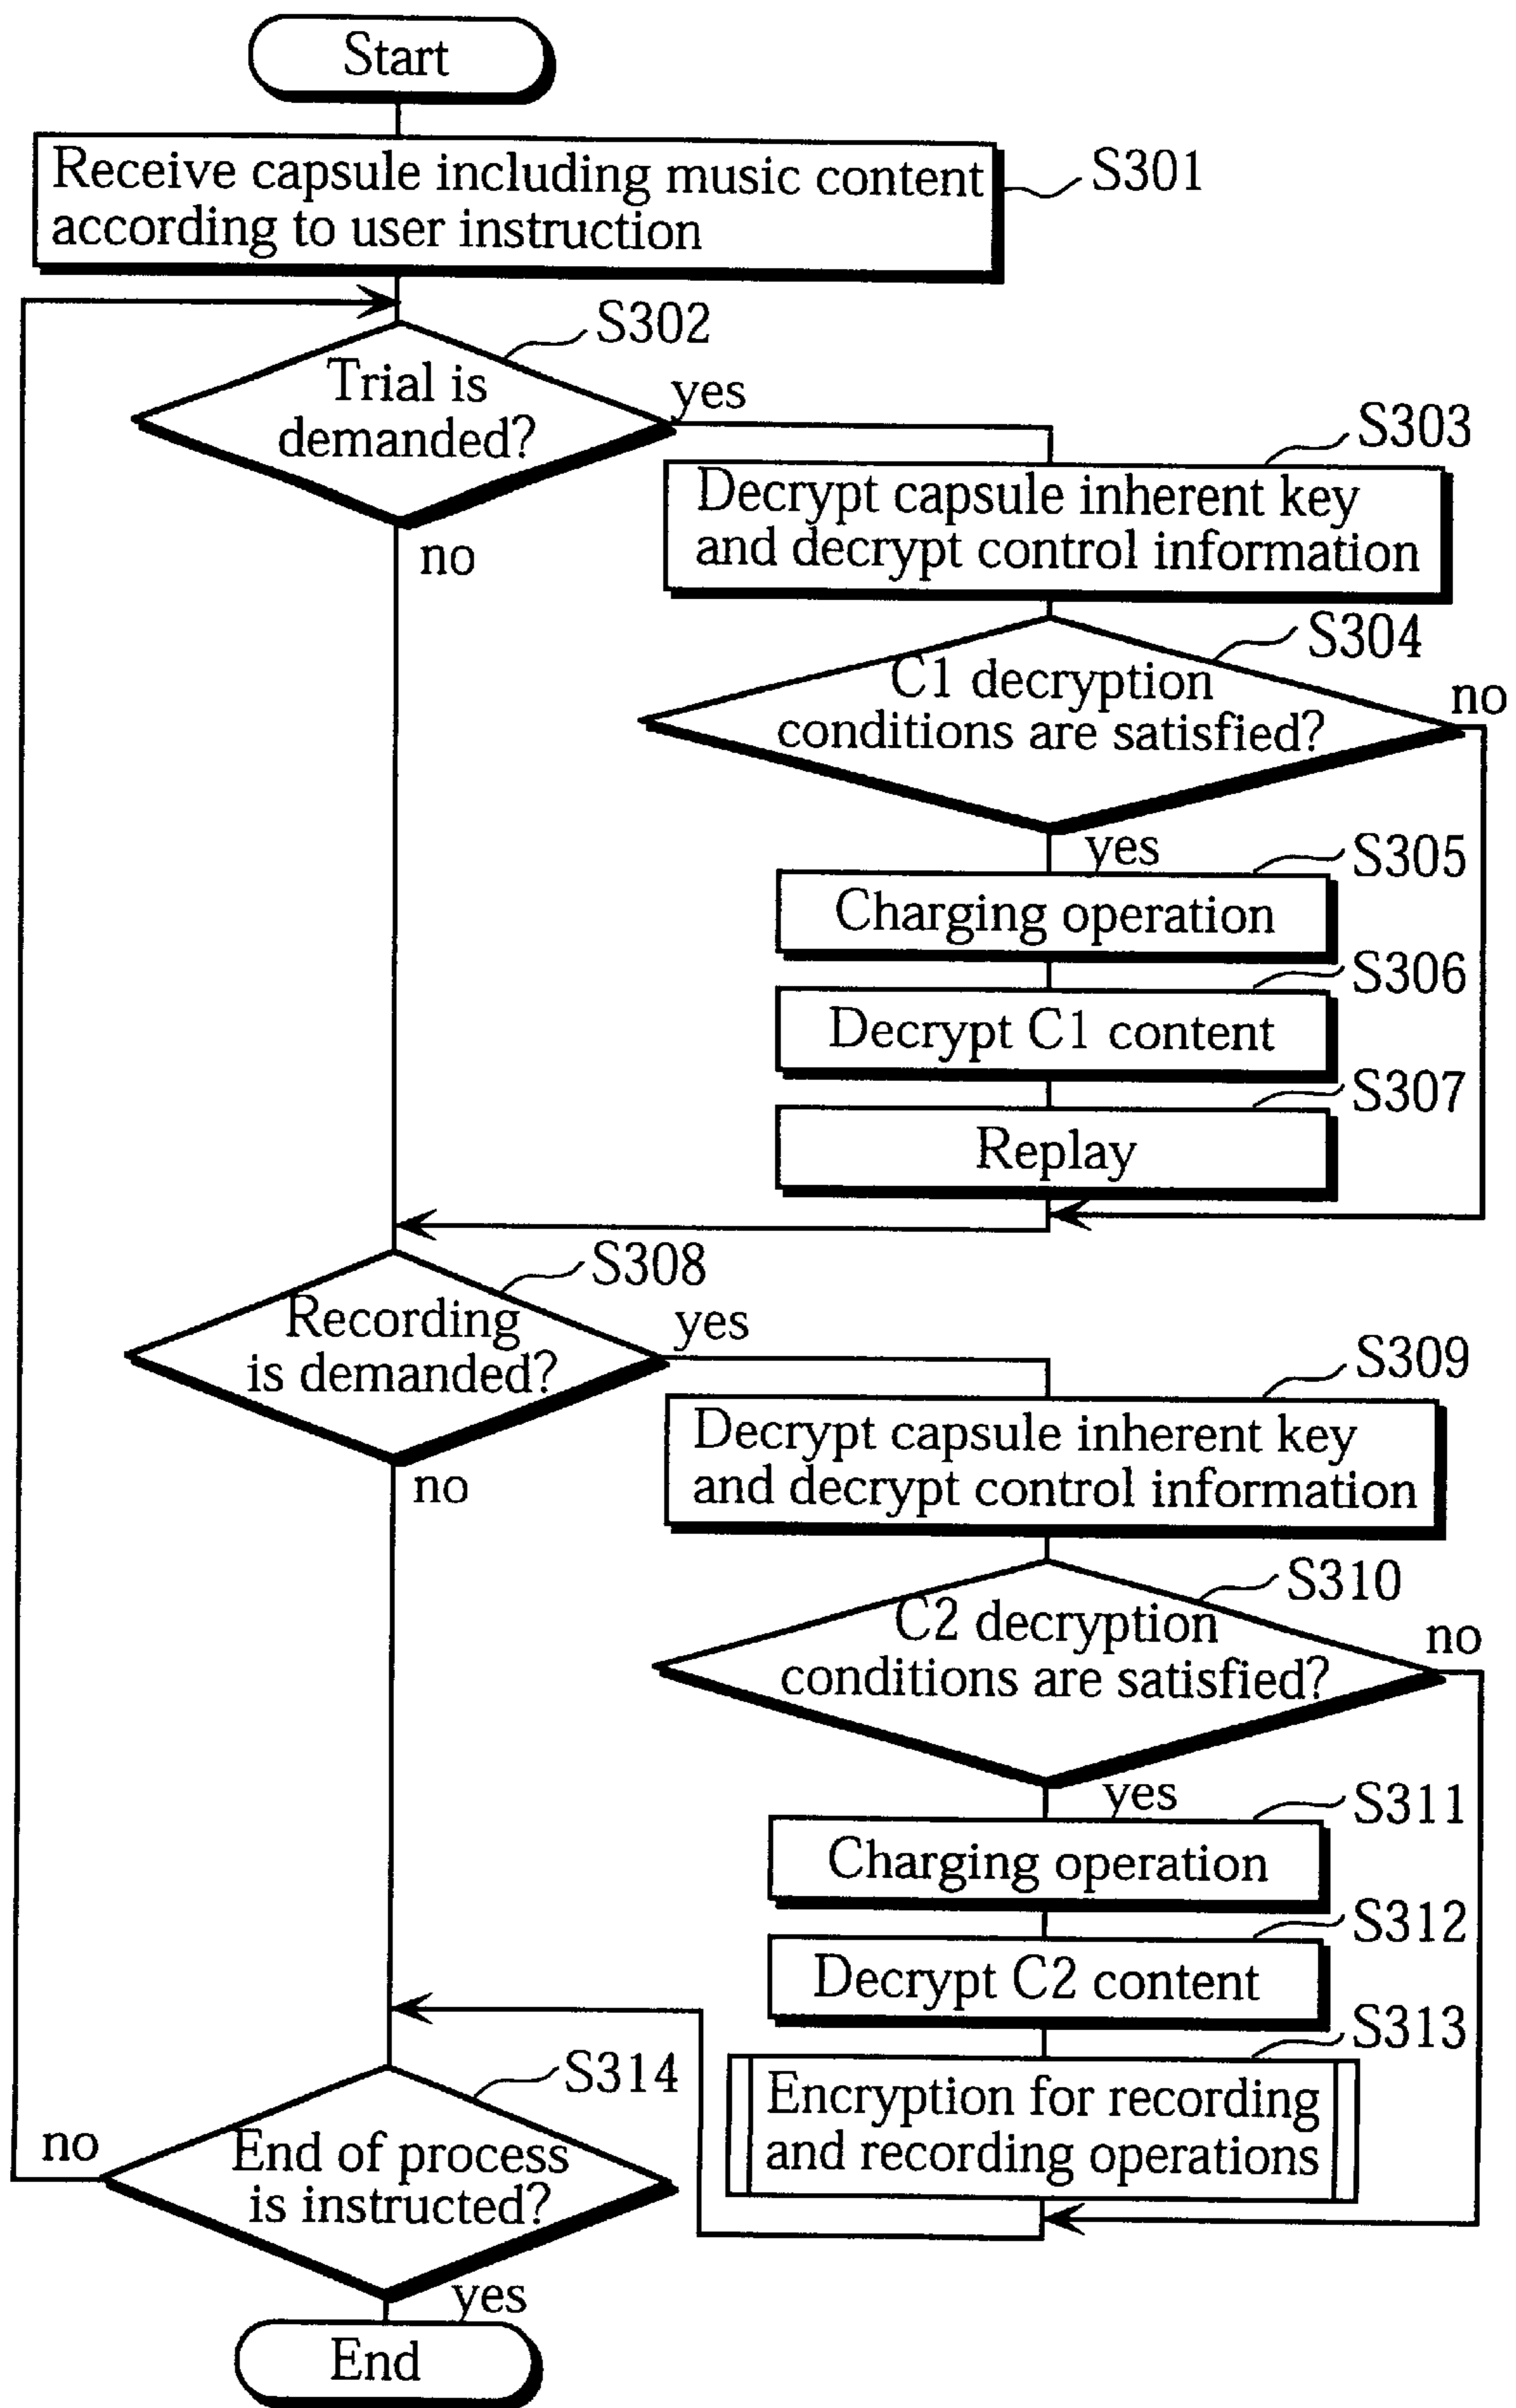 Start
Receive capsule including music content
according to user instruction
S301
S302
Trial is
demanded?
yes
no
S303
Decrypt capsule inherent key
and decrypt control information
S304
C1 decryption
conditions are satisfied?
no
yes
S305
Charging operation
S306
Decrypt C1 content
S307
Replay
S308
Recording
is demanded?
yes
no
S309
Decrypt capsule inherent key
and decrypt control information
S310
C2 decryption
conditions are satisfied?
no
yes
S311
Charging operation
S312
Decrypt C2 content
S313
Encryption for recording
and recording operations
S314
End of process
is instructed?
no
yes
End